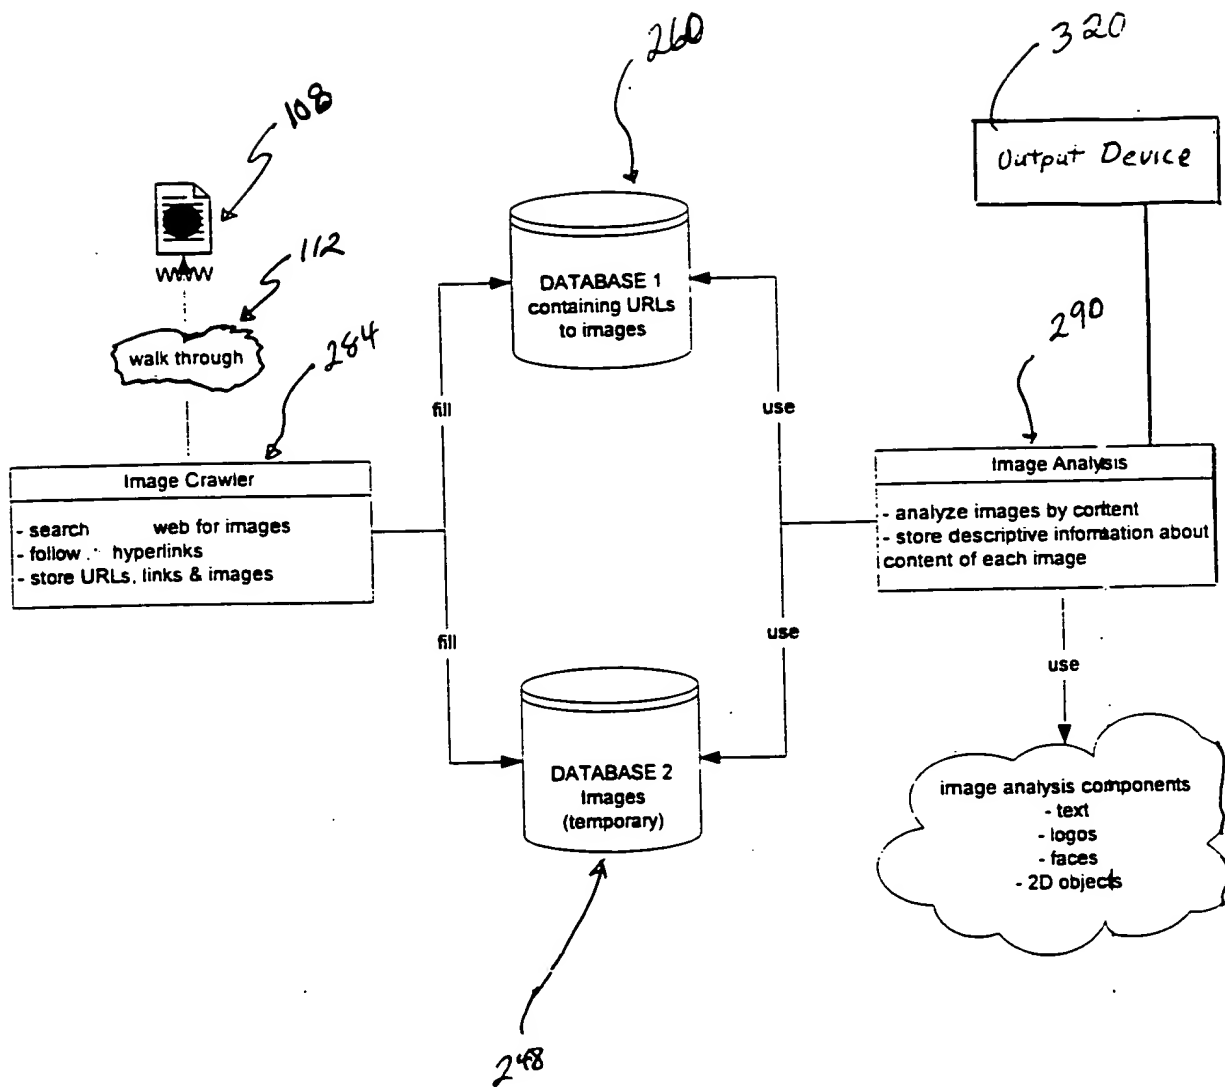 260
320
108
Output Device
112
DATABASE 1
containing URLs
to images
290
walk through
284
fill
use
Image Crawler
- search web for images
- follow hyperlinks
- store URLs, links & images
Image Analysis
- analyze images by content
- store descriptive information about
content of each image
fill
use
use
DATABASE 2
Images
(temporary)
image analysis components
- text
- logos
- faces
- 2D objects
248